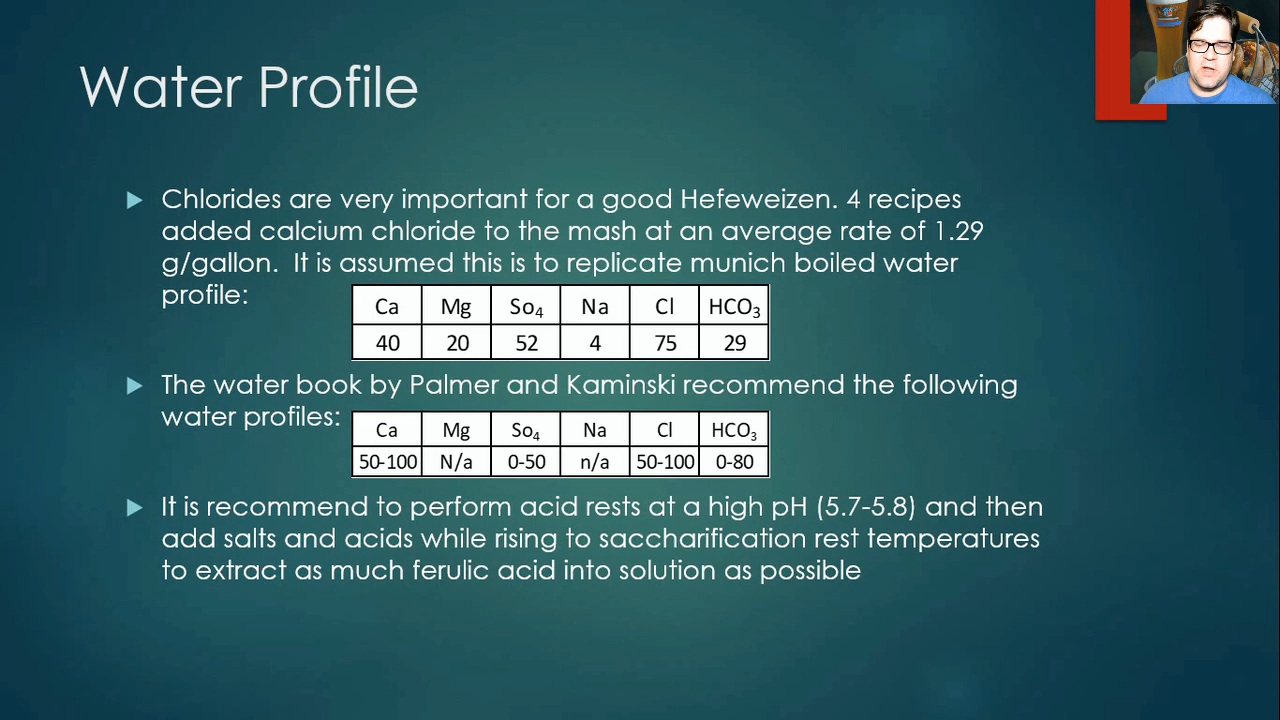 Water Profile
Chlorides are very important for a good Hefeweizen. 4 recipes
added calcium chloride to the mash at an average rate of 1.29
g/gallon. It is assumed this is to replicate munich boiled water
profile:
Ca Mg So₄ Na Cl HCO₃
40 20 52 4 75 29
The water book by Palmer and Kaminski recommend the following
water profiles:
Ca Mg So₄ Na Cl HCO₃
50-100 N/a 0-50 n/a 50-100 0-80
It is recommend to perform acid rests at a high pH (5.7-5.8) and then
add salts and acids while rising to saccharification rest temperatures
to extract as much ferulic acid into solution as possible